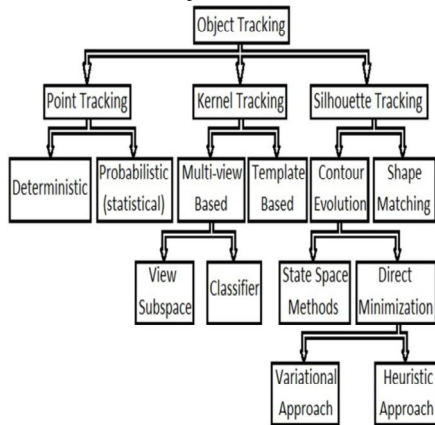 Object Tracking
Point Tracking
Kernel Tracking
Silhouette Tracking
Deterministic
Probabilistic
(statistical)
Multi-view
Based
Template
Based
Contour
Evolution
Shape
Matching
View
Subspace
Classifier
State Space
Methods
Direct
Minimization
Variational
Approach
Heuristic
Approach